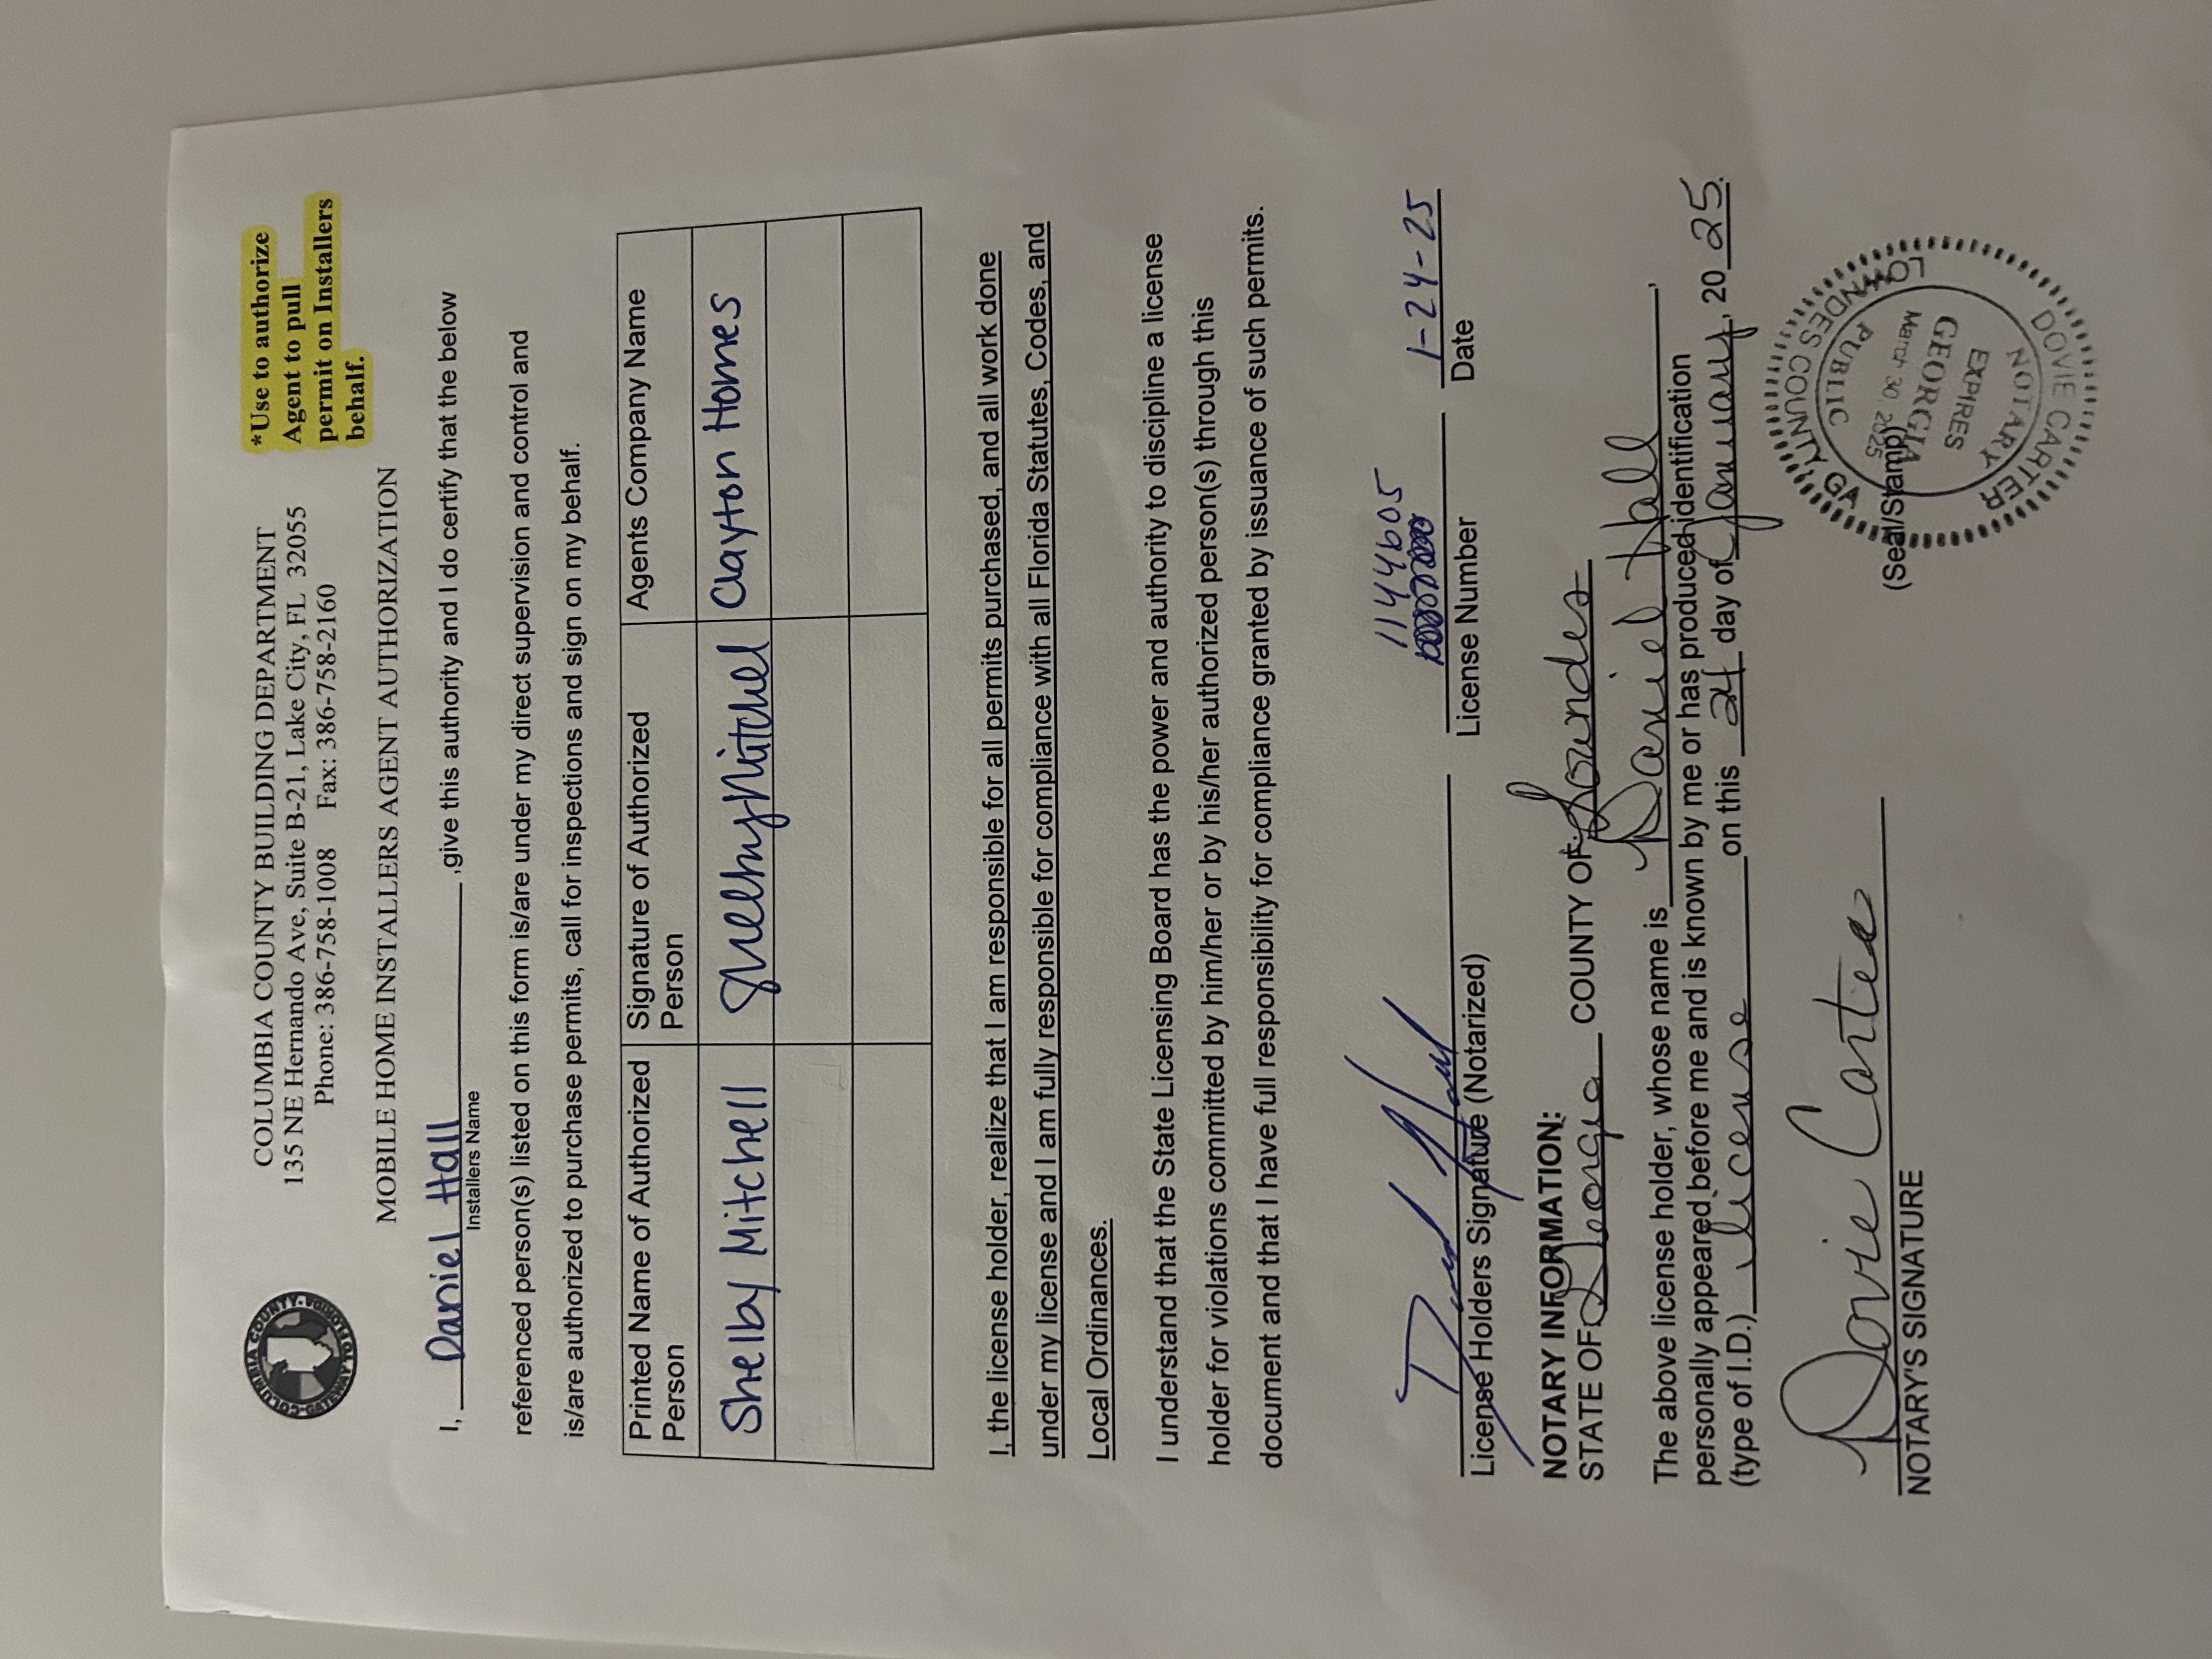 COLUMBIA COUNTY BUILDING DEPARTMENT
135 NE Hernando Ave, Suite B-21, Lake City, FL 32055
Phone: 386-758-1008 Fax: 386-758-2160
*Use to authorize
Agent to pull
permit on Installers
behalf.
MOBILE HOME INSTALLERS AGENT AUTHORIZATION
I, Daniel Hall ,give this authority and I do certify that the below
Installers Name
referenced person(s) listed on this form is/are under my direct supervision and control and
is/are authorized to purchase permits, call for inspections and sign on my behalf.
Printed Name of Authorized Person
Signature of Authorized Person
Agents Company Name
Shelby Mitchell
Shelby Mitchell
Clayton Homes
I, the license holder, realize that I am responsible for all permits purchased, and all work done
under my license and I am fully responsible for compliance with all Florida Statutes, Codes, and
Local Ordinances.
I understand that the State Licensing Board has the power and authority to discipline a license
holder for violations committed by him/her or by his/her authorized person(s) through this
document and that I have full responsibility for compliance granted by issuance of such permits.
1144605
1-24-25
License Holders Signature (Notarized)
License Number
Date
NOTARY INFORMATION:
STATE OF: Georgia COUNTY OF: Lowndes
The above license holder, whose name is Daniel Hall,
personally appeared before me and is known by me or has produced identification
(type of I.D.) license on this 24 day of January, 20 25.
Dovie Carter
NOTARY'S SIGNATURE
(Seal/Stamp)
DOVIE CARTER
NOTARY
EXPIRES
GEORGIA
March 30, 2025
PUBLIC
LOWNDES COUNTY, GA